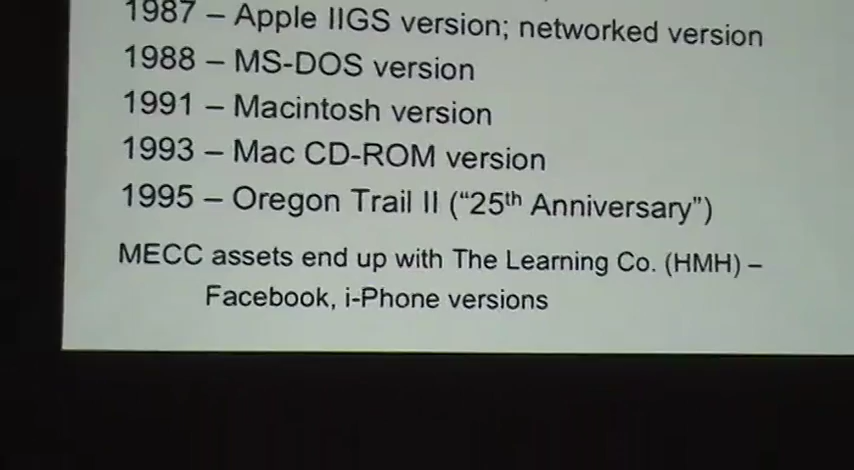 1987 – Apple IIGS version; networked version
1988 – MS-DOS version
1991 – Macintosh version
1993 – Mac CD-ROM version
1995 – Oregon Trail II (“25th Anniversary”)
MECC assets end up with The Learning Co. (HMH) –
Facebook, i-Phone versions